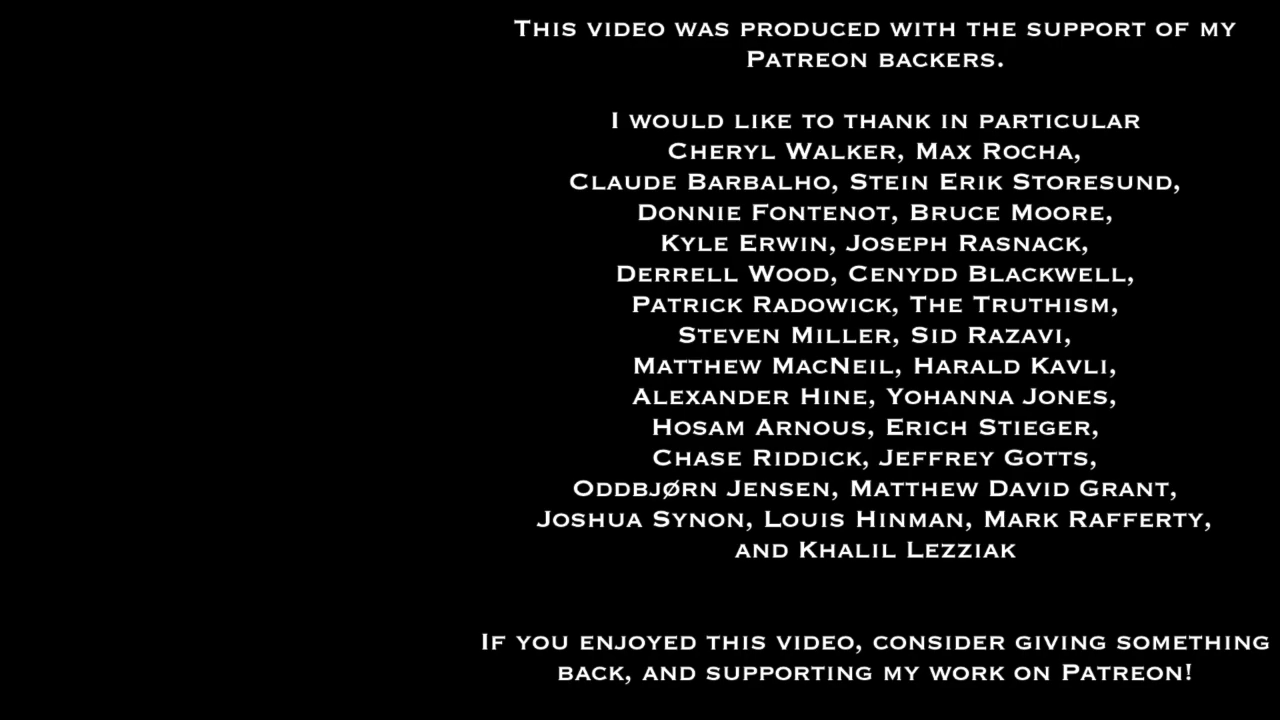 This video was produced with the support of my
Patreon backers.
I would like to thank in particular
Cheryl Walker, Max Rocha,
Claude Barbalho, Stein Erik Storesund,
Donnie Fontenot, Bruce Moore,
Kyle Erwin, Joseph Rasnack,
Derrell Wood, Cenydd Blackwell,
Patrick Radowick, The Truthism,
Steven Miller, Sid Razavi,
Matthew MacNeil, Harald Kavli,
Alexander Hine, Yohanna Jones,
Hosam Arnous, Erich Stieger,
Chase Riddick, Jeffrey Gotts,
Oddbjørn Jensen, Matthew David Grant,
Joshua Synon, Louis Hinman, Mark Rafferty,
and Khalil Lezziak
If you enjoyed this video, consider giving something
back, and supporting my work on Patreon!